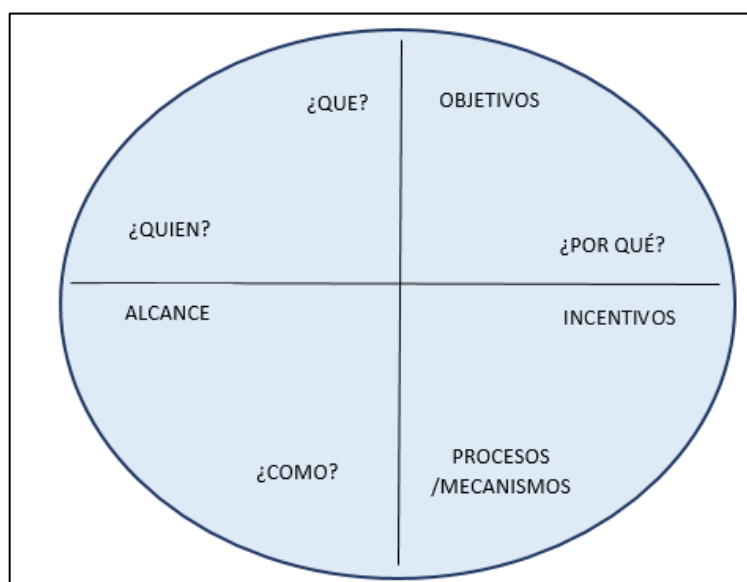 ¿QUE?
OBJETIVOS
¿QUIEN?
¿POR QUÉ?
ALCANCE
INCENTIVOS
¿COMO?
PROCESOS
/MECANISMOS